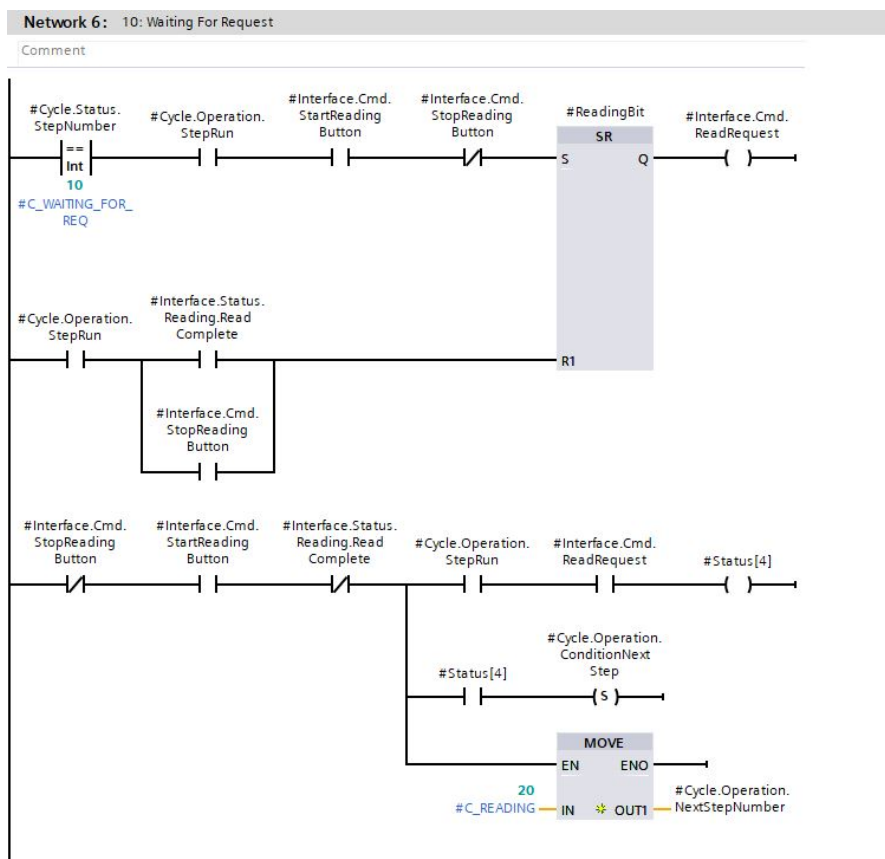 Network 6: 10: Waiting For Request
Comment
#Cycle.Status.
StepNumber
==
Int
10
#C_WAITING_FOR_
REQ
#Cycle.Operation.
StepRun
#Interface.Cmd.
StartReading
Button
#Interface.Cmd.
StopReading
Button
#ReadingBit
SR
S Q
R1
#Interface.Cmd.
ReadRequest
#Cycle.Operation.
StepRun
#Interface.Status.
Reading.Read
Complete
#Interface.Cmd.
StopReading
Button
#Interface.Cmd.
StopReading
Button
#Interface.Cmd.
StartReading
Button
#Interface.Status.
Reading.Read
Complete
#Cycle.Operation.
StepRun
#Interface.Cmd.
ReadRequest
#Status[4]
#Status[4]
#Cycle.Operation.
ConditionNext
Step
S
MOVE
EN ENO
20
#C_READING
IN OUT1
#Cycle.Operation.
NextStepNumber